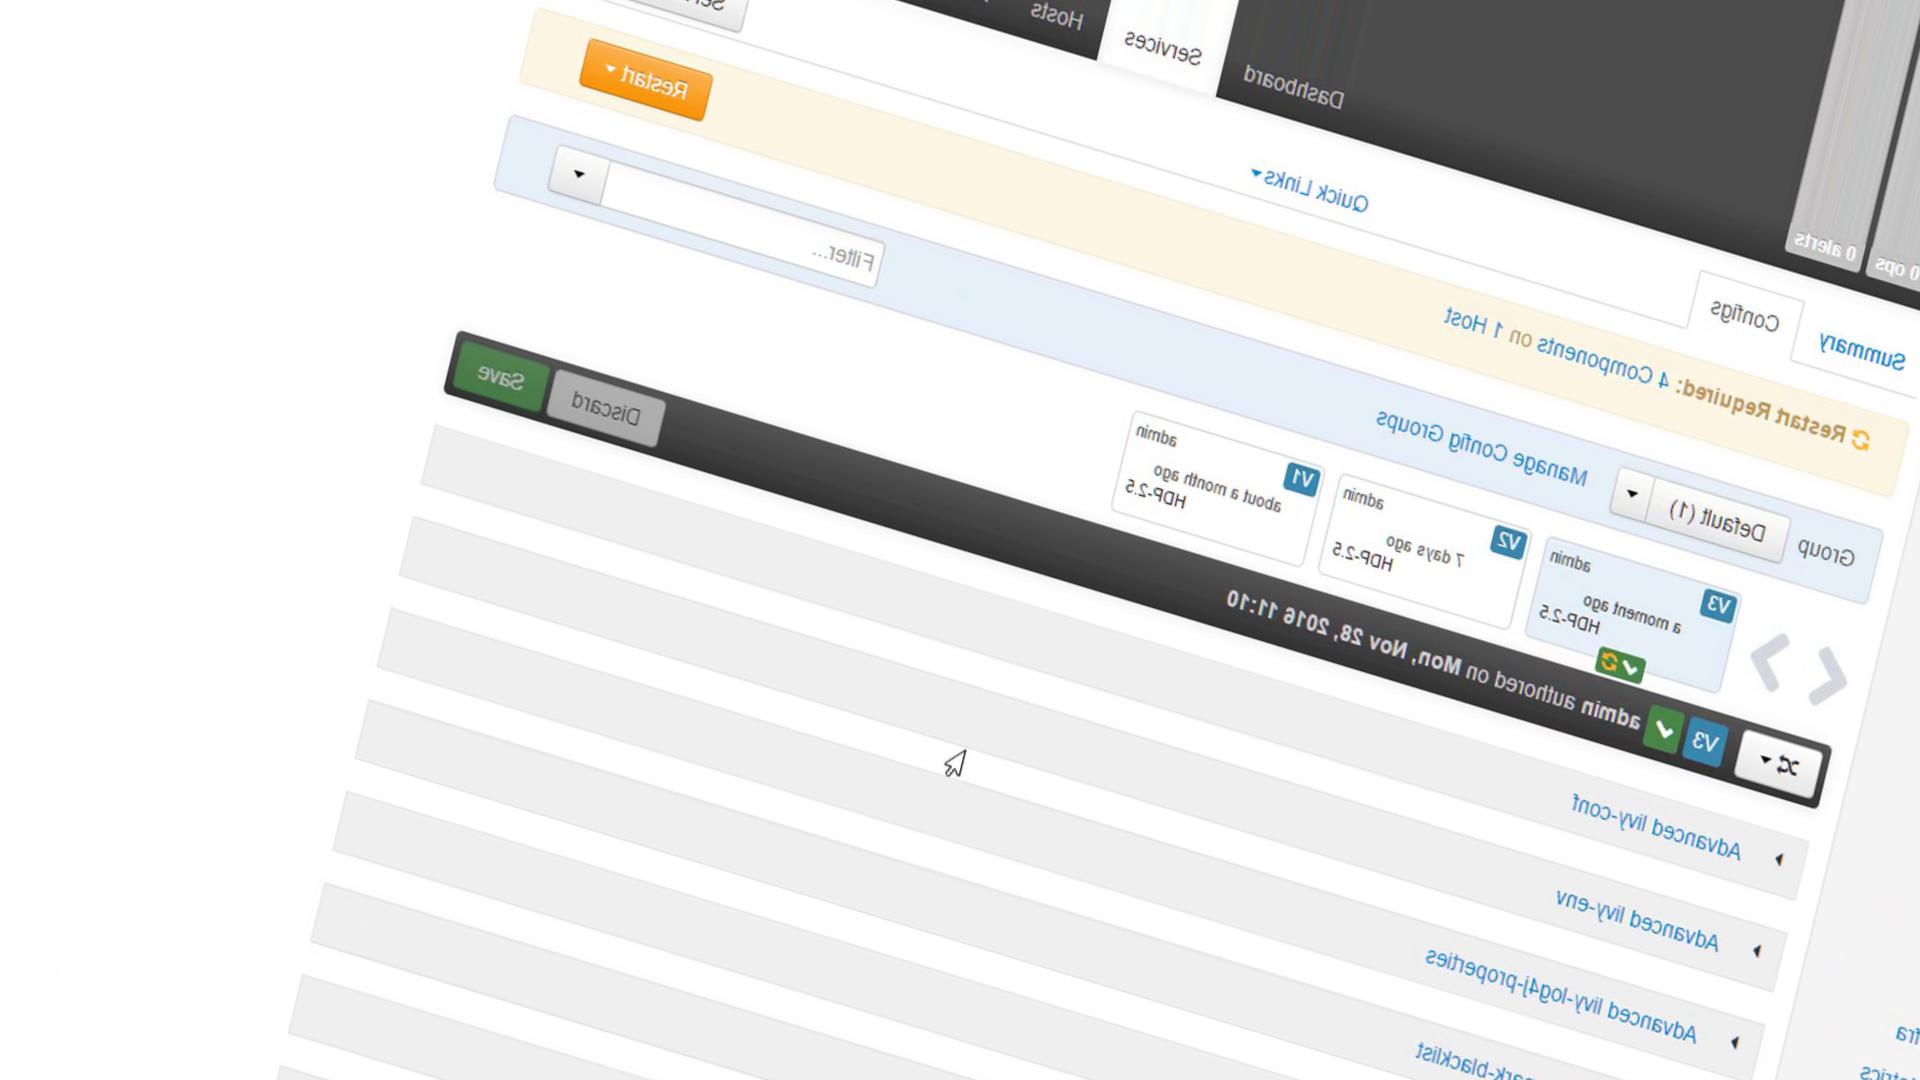 0 ops
0 alerts
Dashboard
Services
Hosts
Summary
Configs
Quick Links
Restart Required: 4 Components on 1 Host
Restart
Group
Default (1)
Manage Config Groups
Filter...
V3
admin
a moment ago
HDP-2.5
V2
admin
7 days ago
HDP-2.5
V1
admin
about a month ago
HDP-2.5
V3
admin authored on Mon, Nov 28, 2016 11:10
Discard
Save
Advanced livy-conf
Advanced livy-env
Advanced livy-log4j-properties